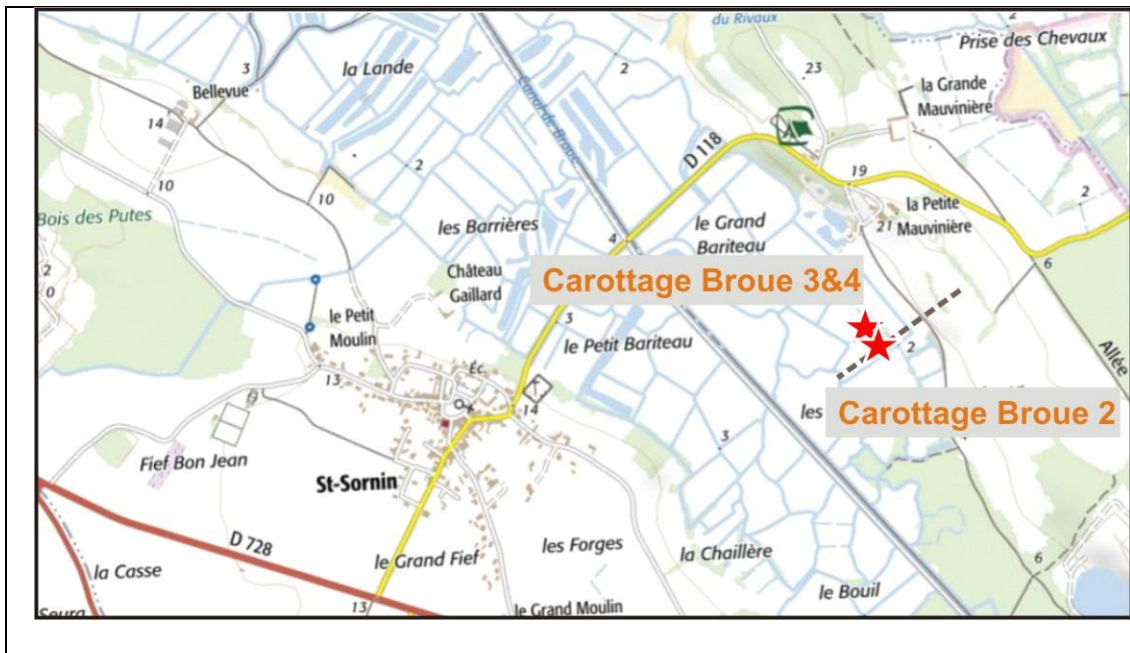 du Rivaux
2
Prise des Chevaux
la Lande
3
2
23
Bellevue
la Grande
Mauvinière
14
Canal de Broue
D 118
2
10
19
2
10
Bois des Putes
les Barrières
le Grand
Bariteau
la Petite
Mauvinière
21
4
6
Château
Gaillard
Carottage Broue 3&4
2
0
le Petit
Moulin
3
le Petit Bariteau
2
Allée
Éc.
13
14
les
Carottage Broue 2
3
Fief Bon Jean
St-Sornin
D 728
le Grand Fief
les Forges
la Chaillère
6
la Casse
le Bouil
13
le Grand Moulin